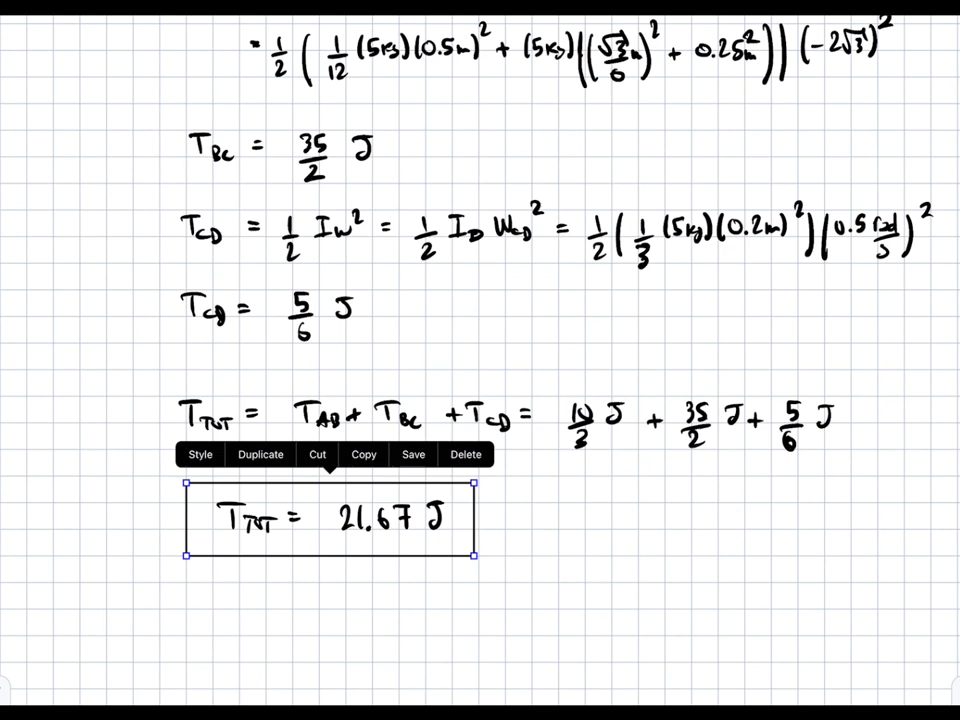 = 1/2 ( 1/12 (5kg)(0.5m)² + (5kg)((√3/6 m)² + 0.25m²)) (-2√3)²
T_BC = 35/2 J
T_CD = 1/2 Iω² = 1/2 I_D ω_CD² = 1/2 (1/3 (5kg)(0.2m)²)(0.5 rad/s)²
T_CD = 5/6 J
T_TOT = T_AB + T_BC + T_CD = 10/3 J + 35/2 J + 5/6 J
Style Duplicate Cut Copy Save Delete
T_TOT = 21.67 J